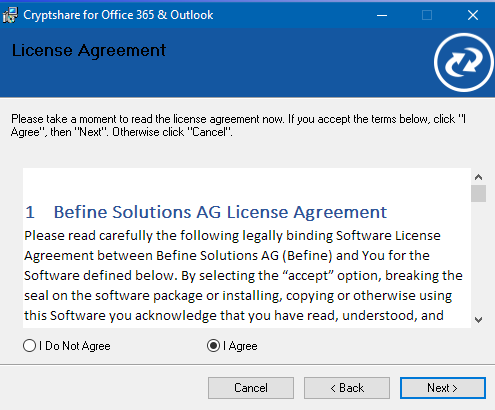 Cryptshare for Office 365 & Outlook
License Agreement
Please take a moment to read the license agreement now. If you accept the terms below, click "I
Agree", then "Next". Otherwise click "Cancel".
1 Befine Solutions AG License Agreement
Please read carefully the following legally binding Software License
Agreement between Befine Solutions AG (Befine) and You for the
Software defined below. By selecting the “accept” option, breaking the
seal on the software package or installing, copying or otherwise using
this Software you acknowledge that you have read, understood, and
I Do Not Agree
I Agree
Cancel
< Back
Next >